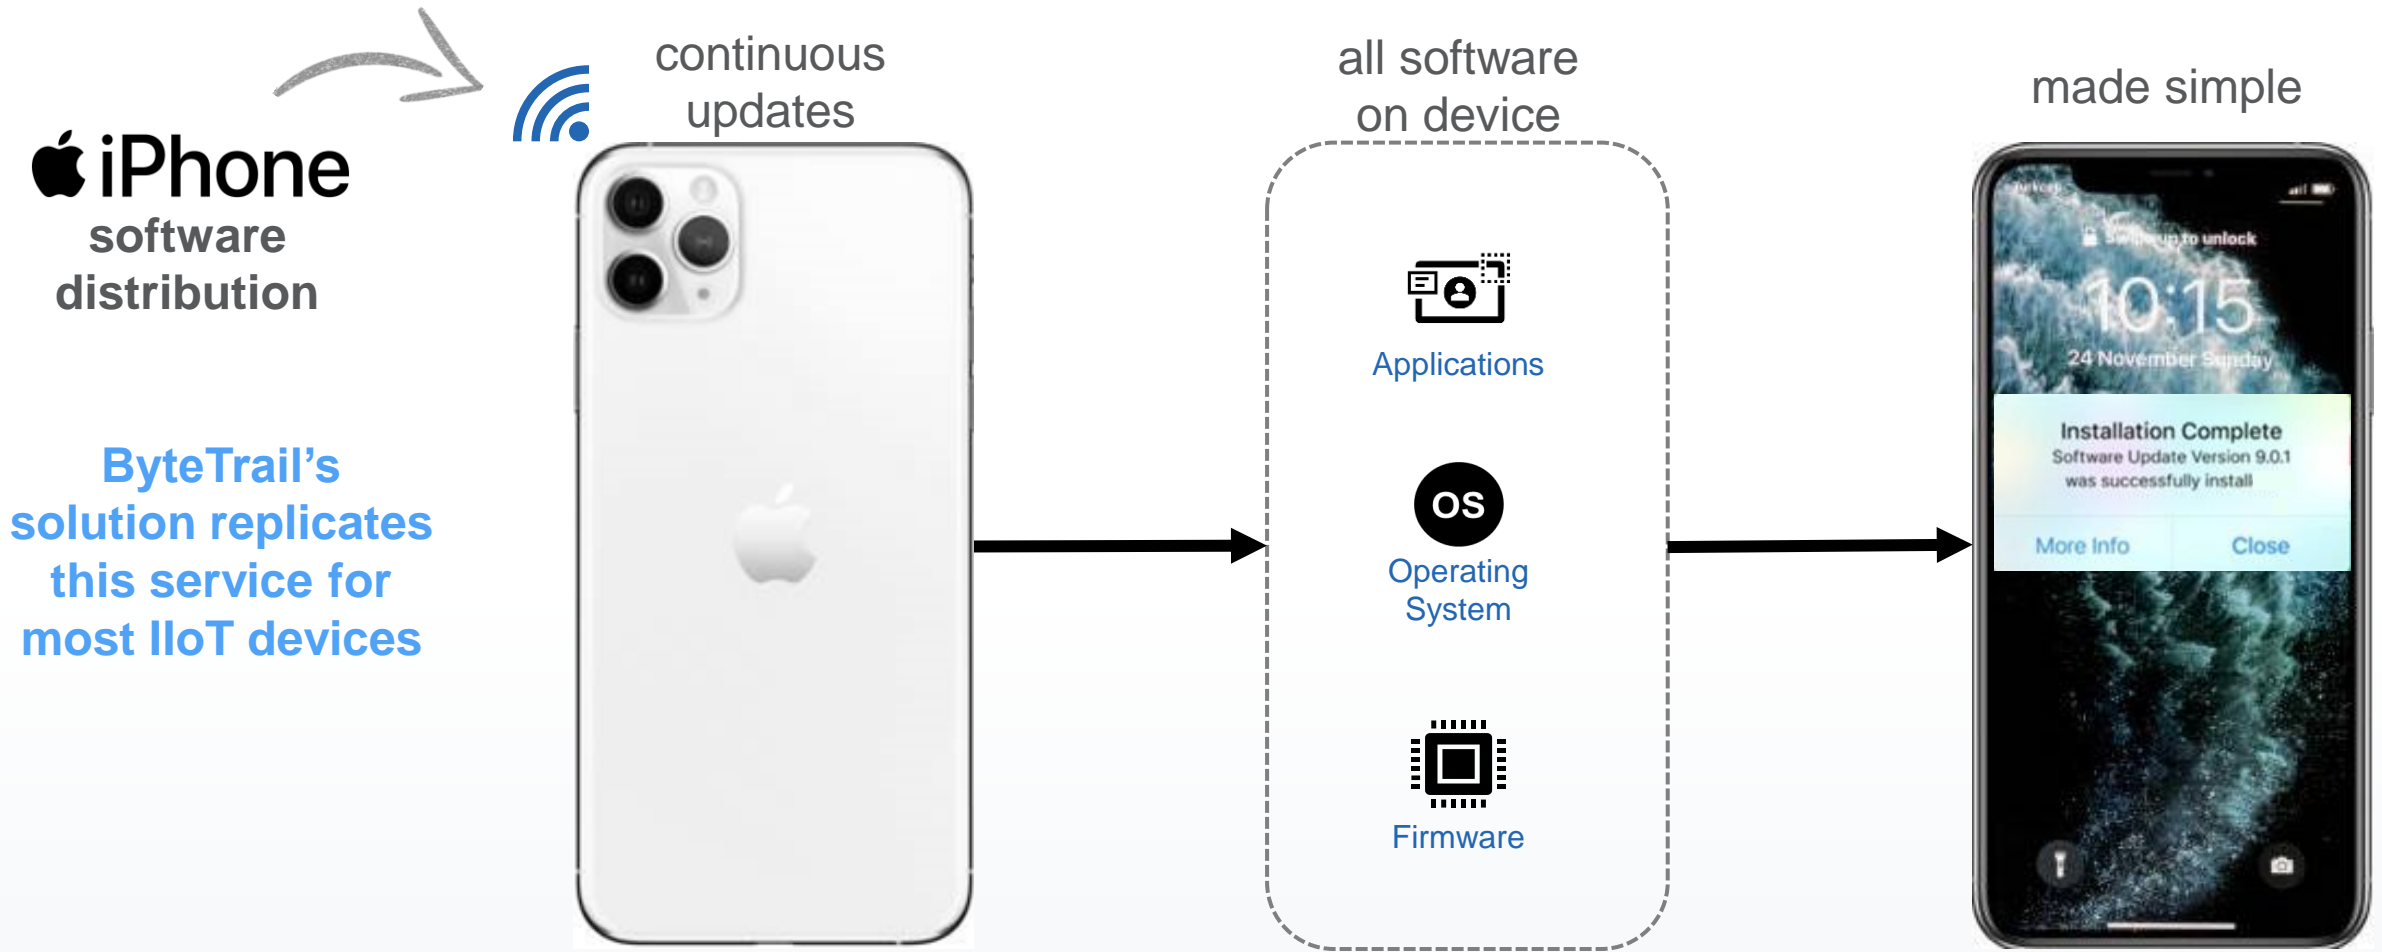 continuous
updates
all software
on device
made simple
iPhone
software
distribution
ByteTrail's
solution replicates
this service for
most IIoT devices
Applications
OS
Operating
System
Firmware
Swipe up to unlock
10:15
24 November Sunday
Installation Complete
Software Update Version 9.0.1
was successfully install
More Info
Close